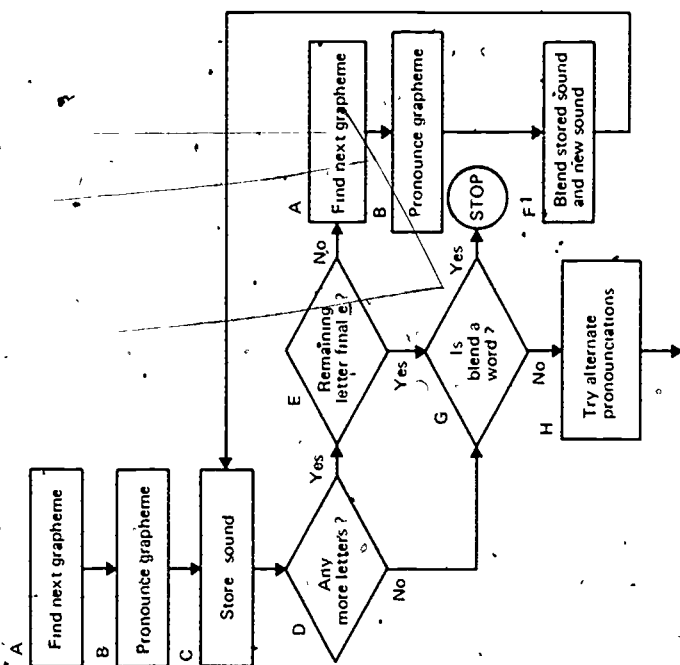 A
Find next grapheme
B
Pronounce grapheme
C
Store sound
D
Any
more letters ?
Yes
No
E
Remaining
letter final e ?
No
Yes
A
Find next grapheme
B
Pronounce grapheme
F1
Blend stored sound
and new sound
G
Is
blend a
word ?
Yes
STOP
No
H
Try alternate
pronounciations